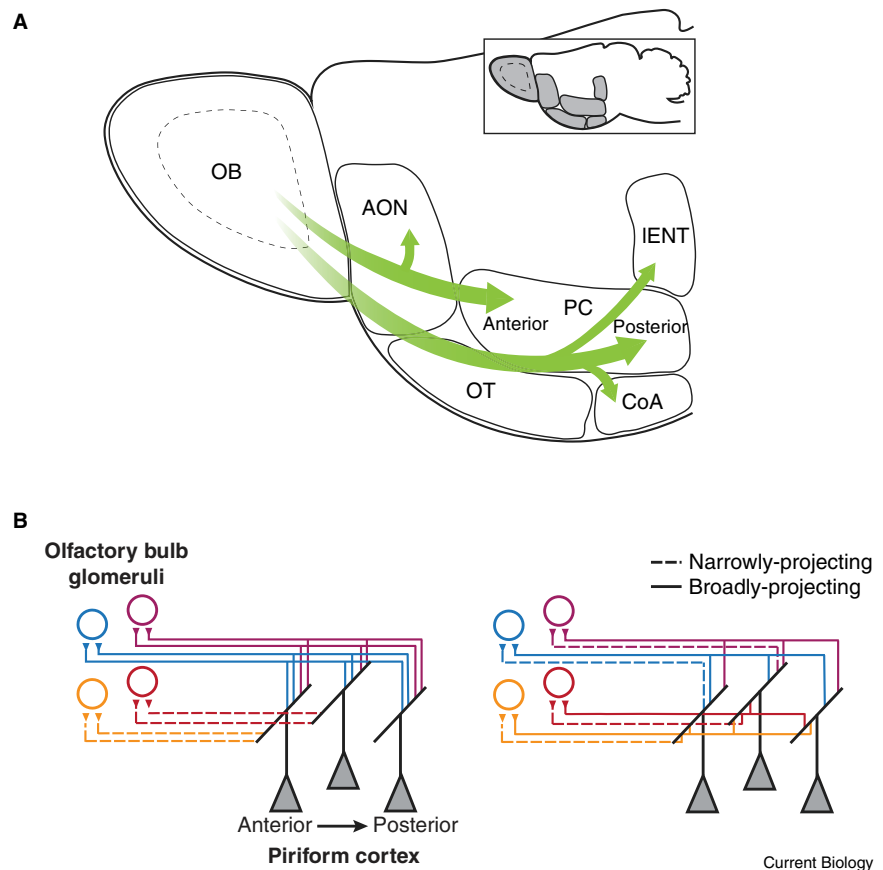 A
OB
AON
lENT
PC
Anterior
Posterior
OT
CoA
B
Olfactory bulb
glomeruli
Narrowly-projecting
Broadly-projecting
Anterior
Posterior
Piriform cortex
Current Biology